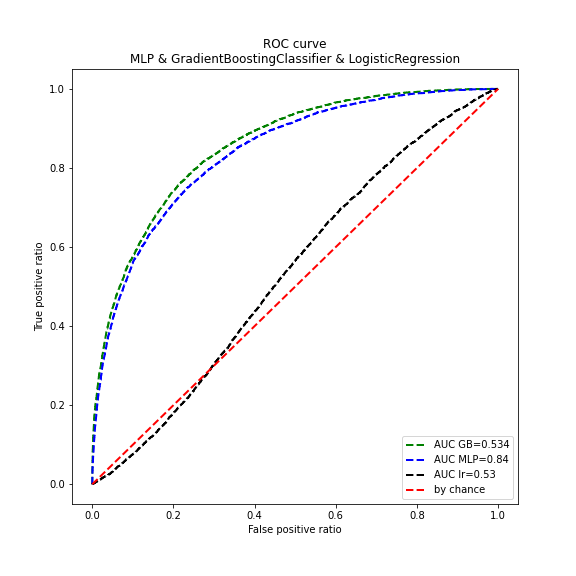 ROC curve
MLP & GradientBoostingClassifier & LogisticRegression
True positive ratio
1.0
0.8
0.6
0.4
0.2
0.0
0.0 0.2 0.4 0.6 0.8 1.0
False positive ratio
AUC GB=0.534
AUC MLP=0.84
AUC lr=0.53
by chance